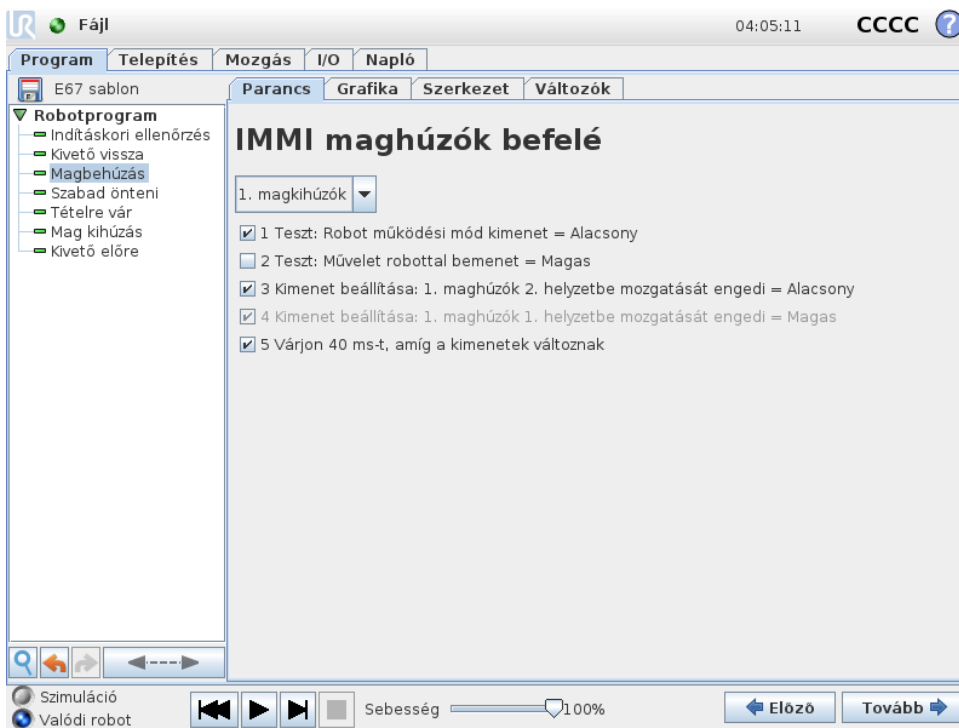 UR Fájl 04:05:11 CCCC ?
Program Telepítés Mozgás I/O Napló
E67 sablon
Parancs Grafika Szerkezet Változók
Robotprogram
Indításkori ellenőrzés
Kivető vissza
Magbehúzás
Szabad önteni
Tételre vár
Mag kihúzás
Kivető előre
IMMI maghúzók befelé
1. magkihúzók
1 Teszt: Robot működési mód kimenet = Alacsony
2 Teszt: Művelet robottal bemenet = Magas
3 Kimenet beállítása: 1. maghúzók 2. helyzetbe mozgatását engedi = Alacsony
4 Kimenet beállítása: 1. maghúzók 1. helyzetbe mozgatását engedi = Magas
5 Várjon 40 ms-t, amíg a kimenetek változnak
Szimuláció
Valódi robot
Sebesség 100%
Előző
Tovább